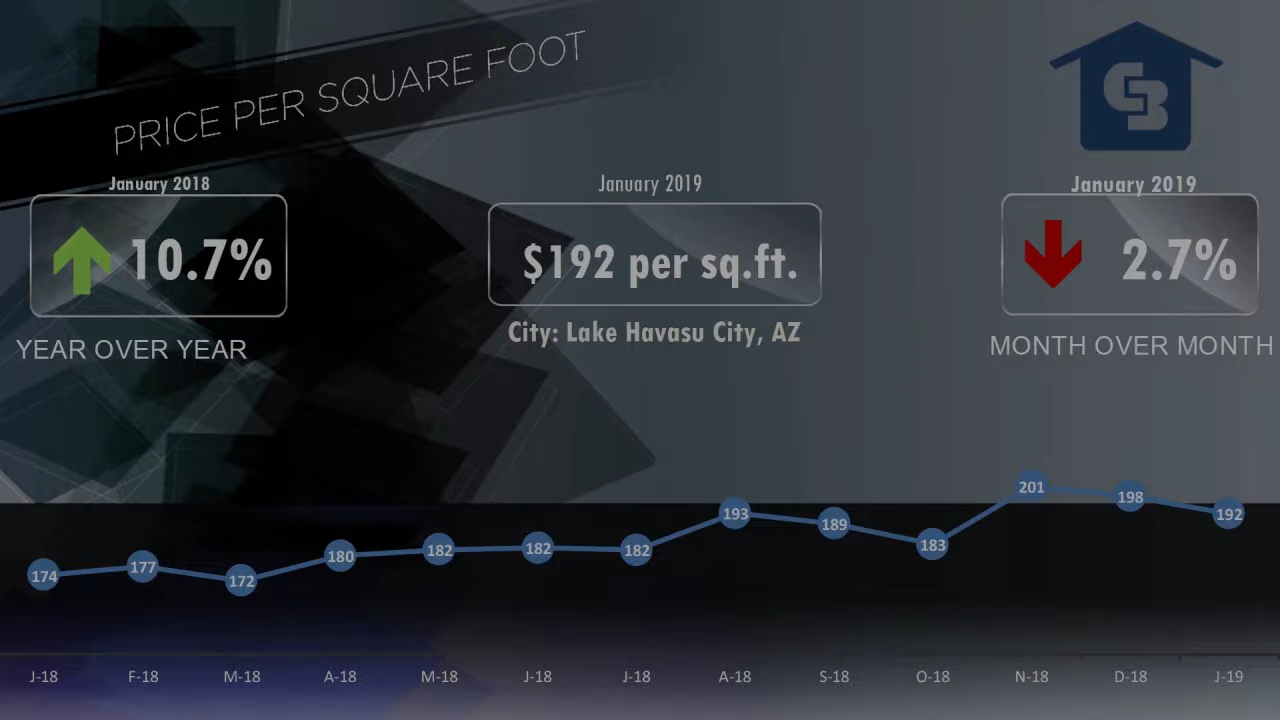 PRICE PER SQUARE FOOT
CB
January 2018
January 2019
January 2019
10.7%
$192 per sq.ft.
2.7%
City: Lake Havasu City, AZ
YEAR OVER YEAR
MONTH OVER MONTH
174 177 172 180 182 182 182 193 189 183 201 198 192
J-18 F-18 M-18 A-18 M-18 J-18 J-18 A-18 S-18 O-18 N-18 D-18 J-19